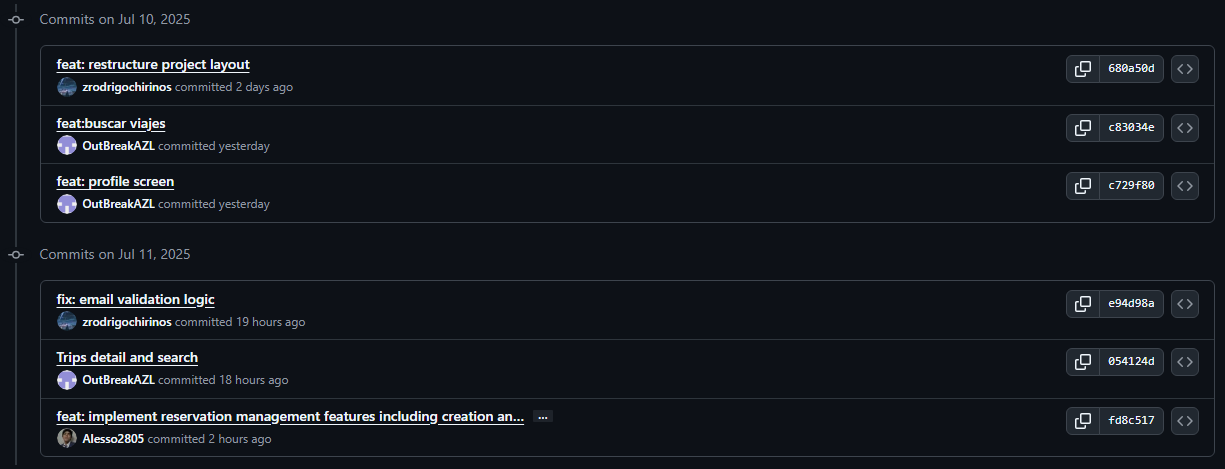 Commits on Jul 10, 2025
feat: restructure project layout
680a50d
zrodrigochirinos committed 2 days ago
feat:buscar viajes
c83034e
OutBreakAZL committed yesterday
feat: profile screen
c729f80
OutBreakAZL committed yesterday
Commits on Jul 11, 2025
fix: email validation logic
e94d98a
zrodrigochirinos committed 19 hours ago
Trips detail and search
054124d
OutBreakAZL committed 18 hours ago
feat: implement reservation management features including creation an... ...
fd8c517
Alesso2805 committed 2 hours ago